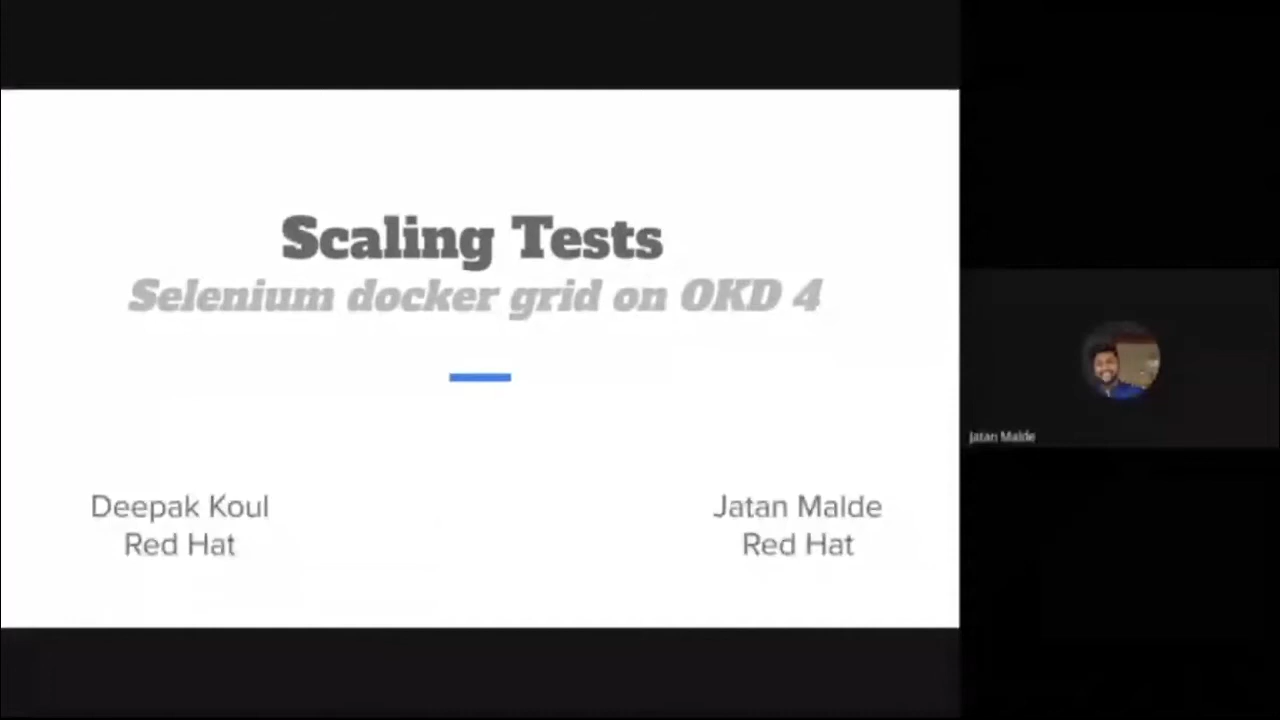 Scaling Tests
Selenium docker grid on OKD 4
Deepak Koul
Red Hat
Jatan Malde
Red Hat
Jatan Malde